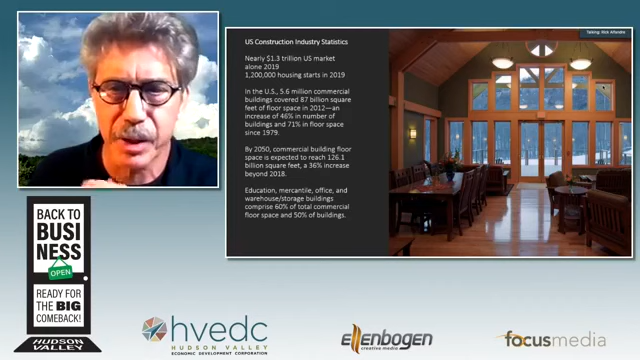 Talking: Rick Alfandre
US Construction Industry Statistics
Nearly $1.3 trillion US market
alone 2019
1,200,000 housing starts in 2019
In the U.S., 5.6 million commercial
buildings covered 87 billion square
feet of floor space in 2012—an
increase of 46% in number of
buildings and 71% in floor space
since 1979.
By 2050, commercial building floor
space is expected to reach 126.1
billion square feet, a 36% increase
beyond 2018.
Education, mercantile, office, and
warehouse/storage buildings
comprise 60% of total commercial
floor space and 50% of buildings.
BACK TO
BUSI
NESS
OPEN
READY FOR
THE BIG
COMEBACK!
HUDSON
VALLEY
hvedc
HUDSON VALLEY
ECONOMIC DEVELOPMENT CORPORATION
ellenbogen
creative media
focusmedia